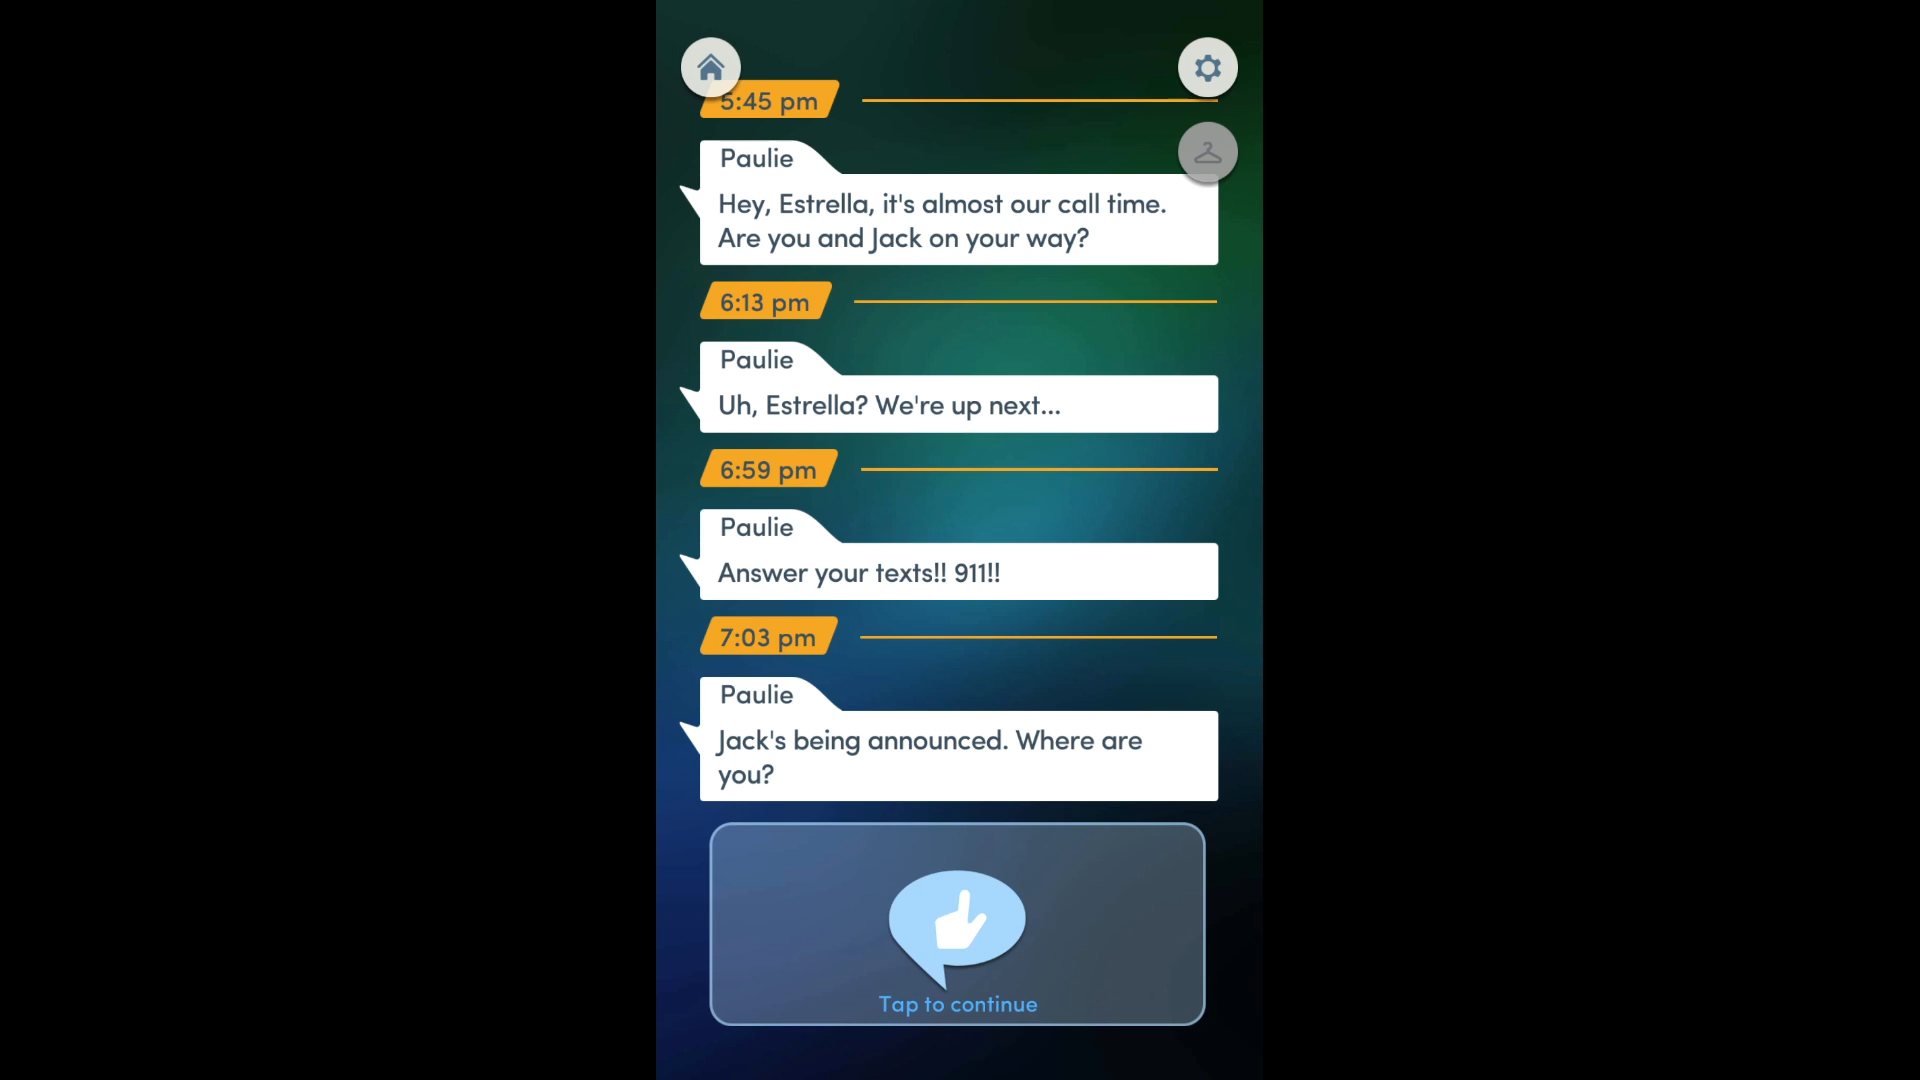 5:45 pm
Paulie
Hey, Estrella, it's almost our call time.
Are you and Jack on your way?
6:13 pm
Paulie
Uh, Estrella? We're up next...
6:59 pm
Paulie
Answer your texts!! 911!!
7:03 pm
Paulie
Jack's being announced. Where are
you?
Tap to continue